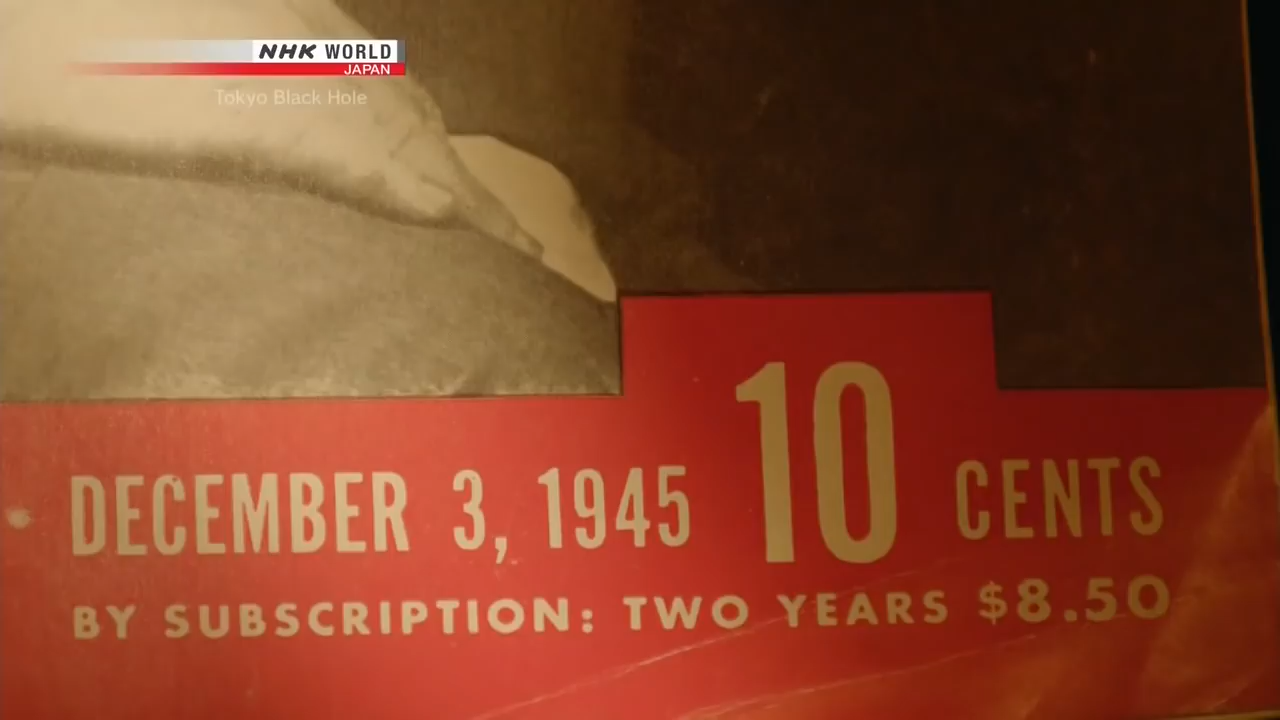 NHK WORLD
JAPAN
Tokyo Black Hole
10
DECEMBER 3, 1945 CENTS
BY SUBSCRIPTION: TWO YEARS $8.50